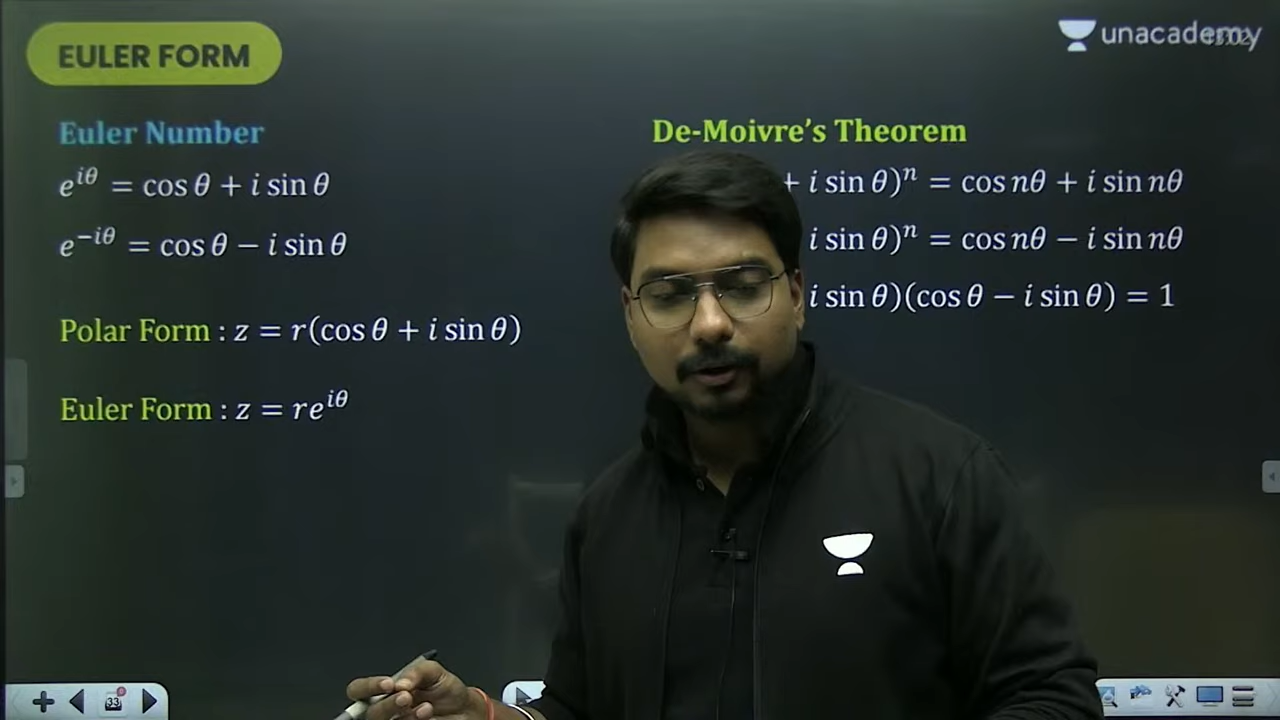 EULER FORM
unacademy
Euler Number
e^{iθ} = cos θ + i sin θ
e^{−iθ} = cos θ − i sin θ
Polar Form : z = r(cos θ + i sin θ)
Euler Form : z = re^{iθ}
De-Moivre's Theorem
+ i sin θ)^n = cos nθ + i sin nθ
i sin θ)^n = cos nθ − i sin nθ
i sin θ)(cos θ − i sin θ) = 1
33